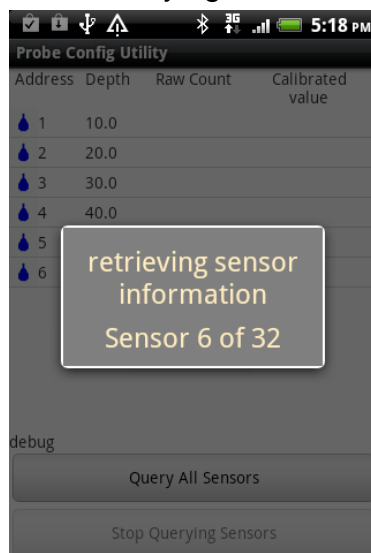 3G 5:18 PM
Probe Config Utility
Address Depth Raw Count Calibrated
value
1 10.0
2 20.0
3 30.0
4 40.0
5
6
retrieving sensor
information
Sensor 6 of 32
debug
Query All Sensors
Stop Querying Sensors